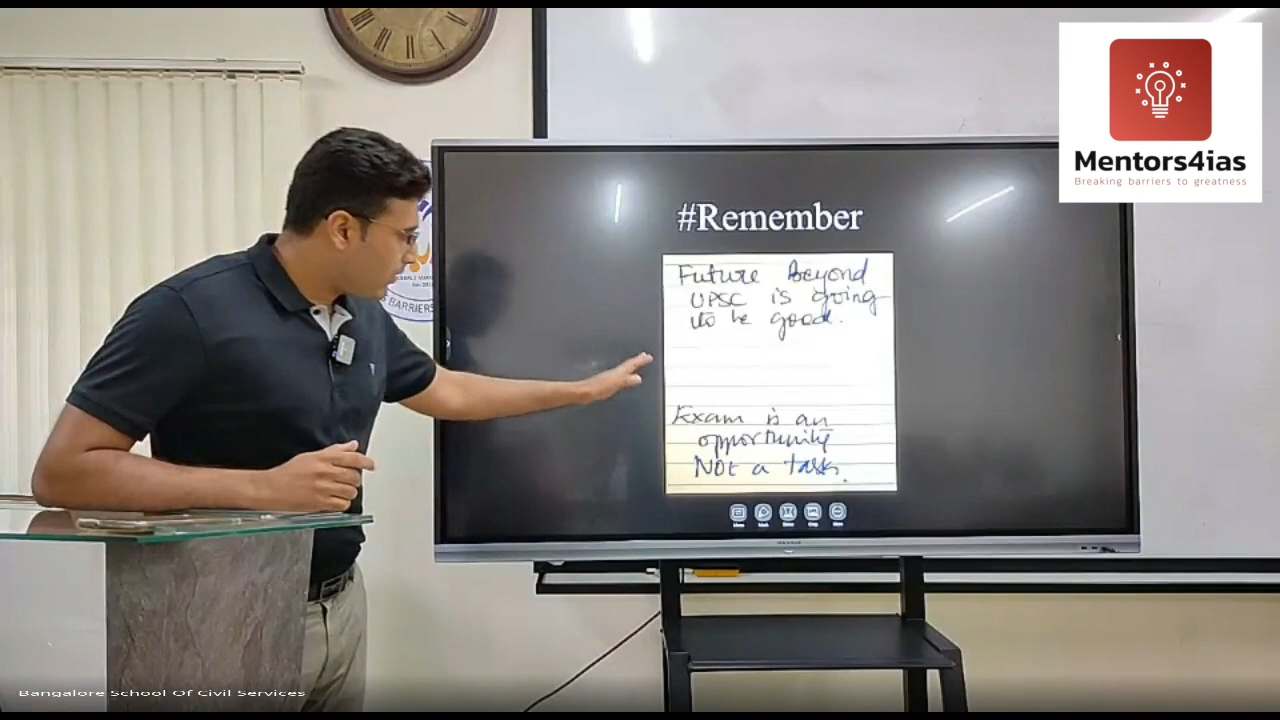 Mentors4ias
Breaking barriers to greatness
#Remember
Future Beyond
UPSC is going
to be good.
Exam is an
opportunity
Not a task.
BARRIERS
Bangalore School Of Civil Services